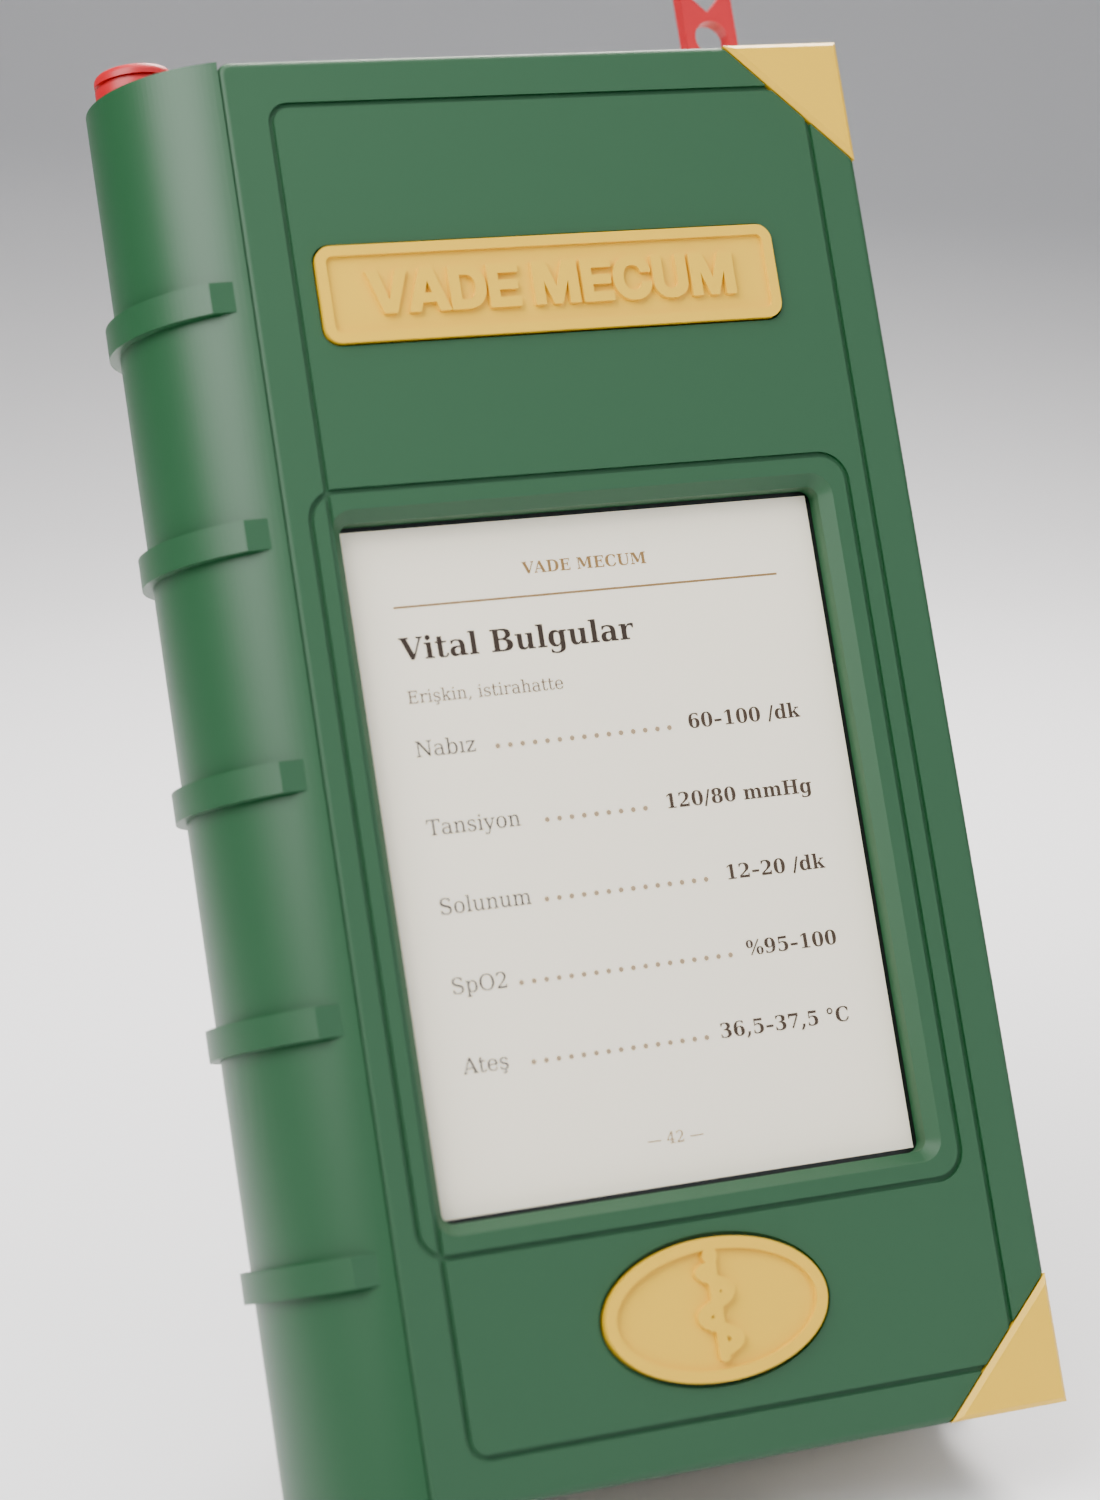 VADE MECUM
VADE MECUM
Vital Bulgular
Erişkin, istirahatte
Nabız ............... 60–100 /dk
Tansiyon ......... 120/80 mmHg
Solunum .............. 12–20 /dk
SpO2 .................. %95–100
Ateş ............... 36,5–37,5 °C
— 42 —